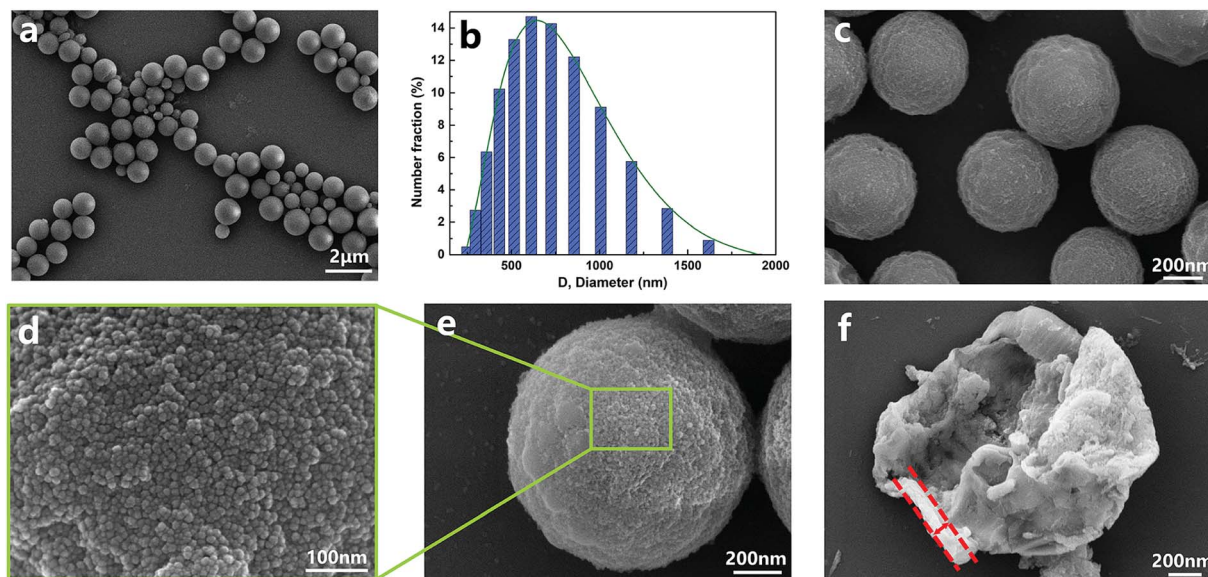 a
2μm
b
Number fraction (%)
14
12
10
8
6
4
2
0
500
1000
1500
2000
D, Diameter (nm)
c
200nm
d
100nm
e
200nm
f
200nm